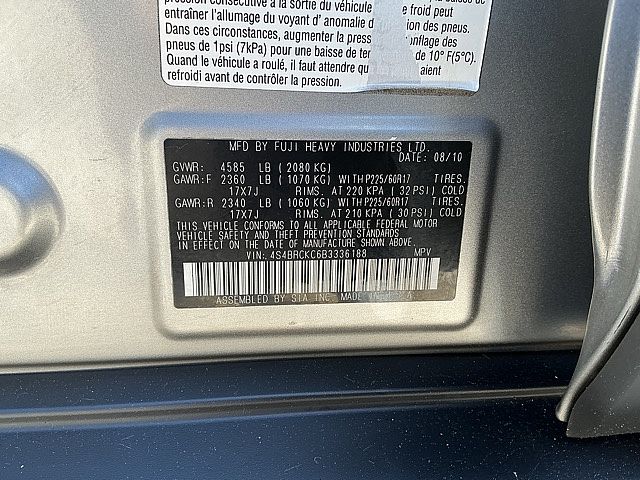 pression consécutive à la sortie du véhicule
entraîner l'allumage du voyant d' anomalie d
e froid peut
Dans ces circonstances, augmenter la press
ion des pneus.
pneus de 1psi (7kPa) pour une baisse de te
onflage des
de 10° F(5°C).
Quand le véhicule a roulé, il faut attendre
aient
refroidi avant de contrôler la pression.
MFD BY FUJI HEAVY INDUSTRIES LTD.
DATE: 08/10
GVWR: 4585 LB ( 2080 KG)
GAWR:F 2360 LB ( 1070 KG) WITH P225/60R17 TIRES.
17X7J RIMS. AT 220 KPA ( 32 PSI) COLD
GAWR:R 2340 LB ( 1060 KG) WITH P225/60R17 TIRES.
17X7J RIMS. AT 210 KPA ( 30 PSI) COLD
THIS VEHICLE CONFORMS TO ALL APPLICABLE FEDERAL MOTOR
VEHICLE SAFETY AND THEFT PREVENTION STANDARDS
IN EFFECT ON THE DATE OF MANUFACTURE SHOWN ABOVE.
VIN: 4S4BRCKC6B3336188 MPV
ASSEMBLED BY SIA INC. MADE IN